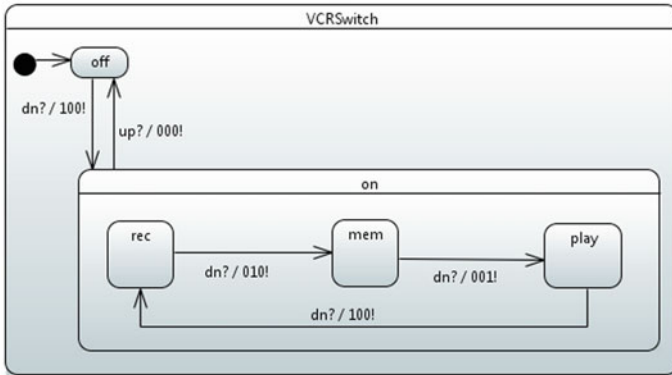 VCRSwitch
off
dn? / 100!
up? / 000!
on
rec
mem
play
dn? / 010!
dn? / 001!
dn? / 100!